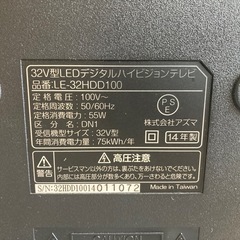 32V型LEDデジタルハイビジョンテレビ
品番:LE-32HDD100
定格電圧:100V~
定格周波数:50/60Hz
定格消費電力:55W
区分名:DN1
受信機型サイズ:32V型
年間消費電力量:75kWh/年
PSE
株式会社アズマ
14年製
高圧注意
サービスマン以外の方は、裏ぶたをあけないでください。
内部には高圧部分が数多くあり、万一さわると危険です。
S/N:32HDD10014011072
Made in Taiwan